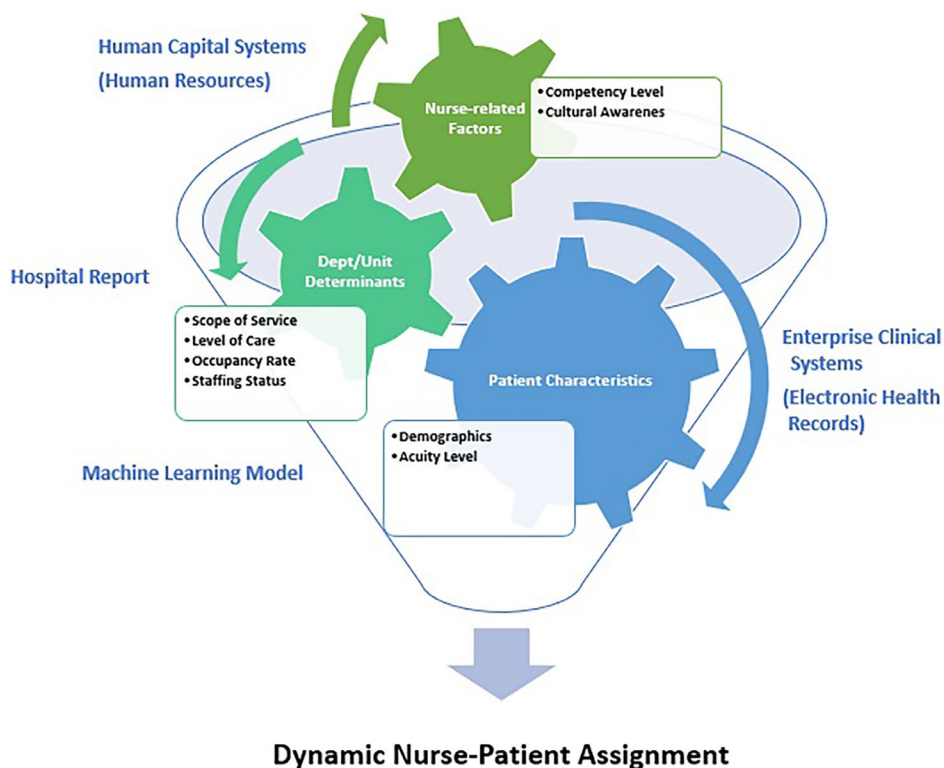 Human Capital Systems
(Human Resources)
Nurse-related
Factors
•Competency Level
•Cultural Awarenes
Dept/Unit
Determinants
Hospital Report
•Scope of Service
•Level of Care
•Occupancy Rate
•Staffing Status
Patient Characteristics
•Demographics
•Acuity Level
Enterprise Clinical
Systems
(Electronic Health
Records)
Machine Learning Model
Dynamic Nurse-Patient Assignment